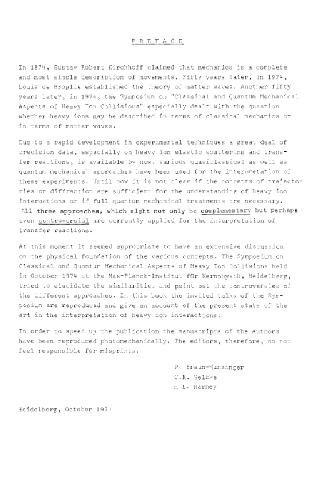 P R E F A C E
In 1874, Gustav Robert Kirchhoff claimed that mechanics is a complete
and most simple description of movements. Fifty years later, in 1924,
Louis de Broglie established the theory of matter waves. Another fifty
years later, in 1974, the Symposium on "Classical and Quantum Mechanical
Aspects of Heavy Ion Collisions" especially dealt with the question
whether heavy ions may be described in terms of classical mechanics or
in terms of matter waves.
Due to a rapid development in experimental techniques a great deal of
precision data, especially on heavy ion elastic scattering and trans-
fer reactions, is available by now. Various quasiclassical as well as
quantum mechanical approaches have been used for the interpretation of
these experiments. Until now it is not clear if the concepts of trajecto-
ries or diffraction are sufficient for the understanding of heavy ion
interactions or if full quantum mechanical treatments are necessary.
All three approaches, which might not only be complementary but perhaps
even controversial are currently applied for the interpretation of
transfer reactions.
At this moment it seemed appropriate to have an extensive discussion
on the physical foundation of the various concepts. The Symposium on
Classical and Quantum Mechanical Aspects of Heavy Ion Collisions held
in October 1974 at the Max-Planck-Institut für Kernphysik, Heidelberg,
tried to elucidate the similarities and point out the controversies of
the different approaches. In this book the invited talks of the Sym-
posium are reproduced and give an account of the present state of the
art in the interpretation of heavy ion interactions.
In order to speed up the publication the manuscripts of the authors
have been reproduced photomechanically. The editors, therefore, do not
feel responsible for misprints.
P. Braun-Munzinger
C.K. Gelbke
H.L. Harney
Heidelberg, October 197